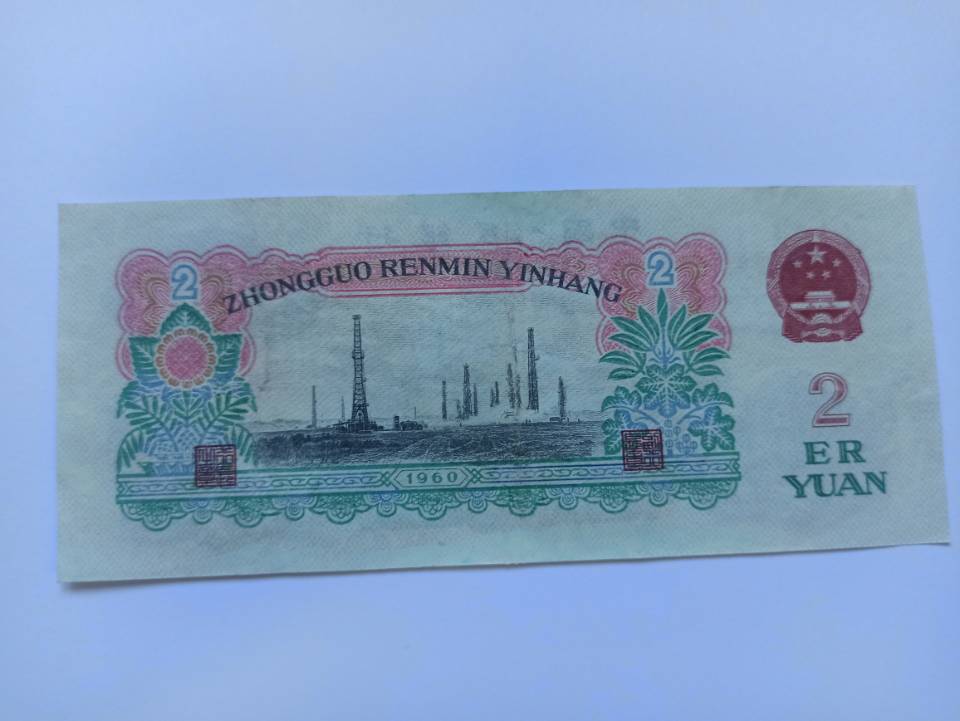 2
2
ZHONGGUO RENMIN YINHANG
1960
2
ER
YUAN